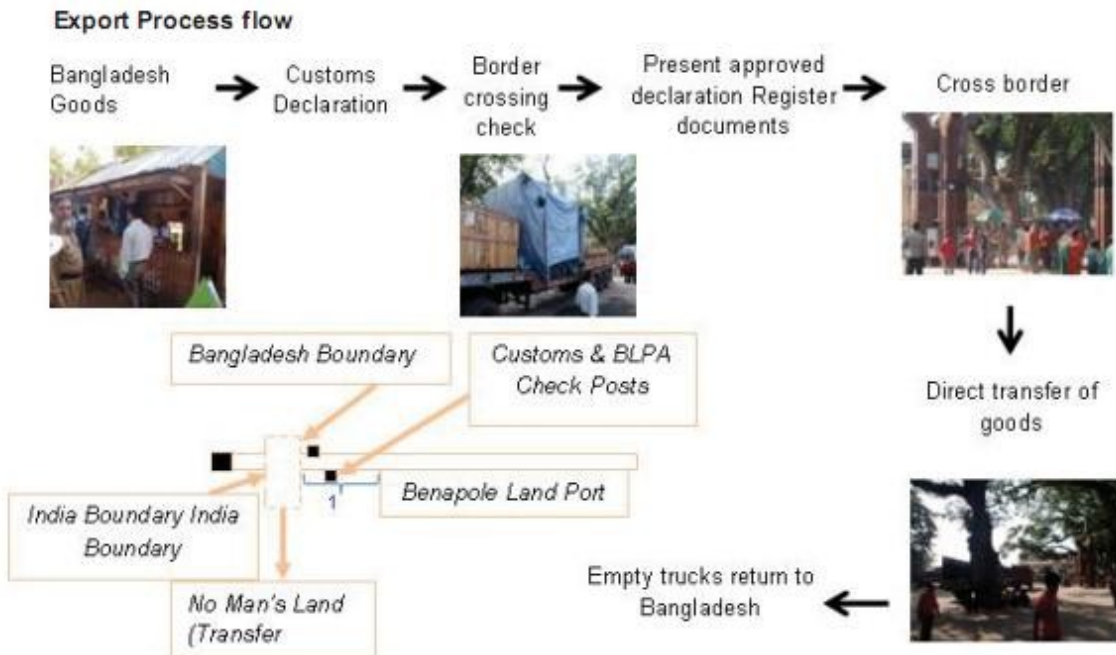 Export Process flow
Bangladesh
Goods
Customs
Declaration
Border
crossing
check
Present approved
declaration Register
documents
Cross border
Direct transfer of
goods
Empty trucks return to
Bangladesh
Bangladesh Boundary
Customs & BLPA
Check Posts
1
Benapole Land Port
India Boundary India
Boundary
No Man's Land
(Transfer